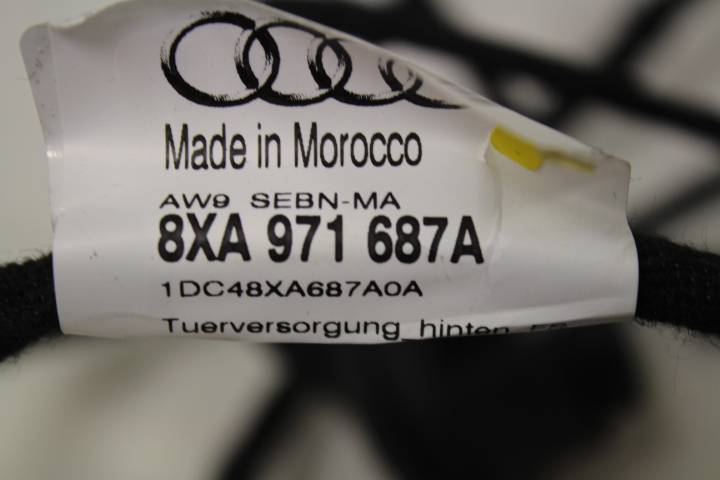 Made in Morocco
AW9 SEBN-MA
8XA 971 687A
1DC48XA687A0A
Tuerversorgung hinten